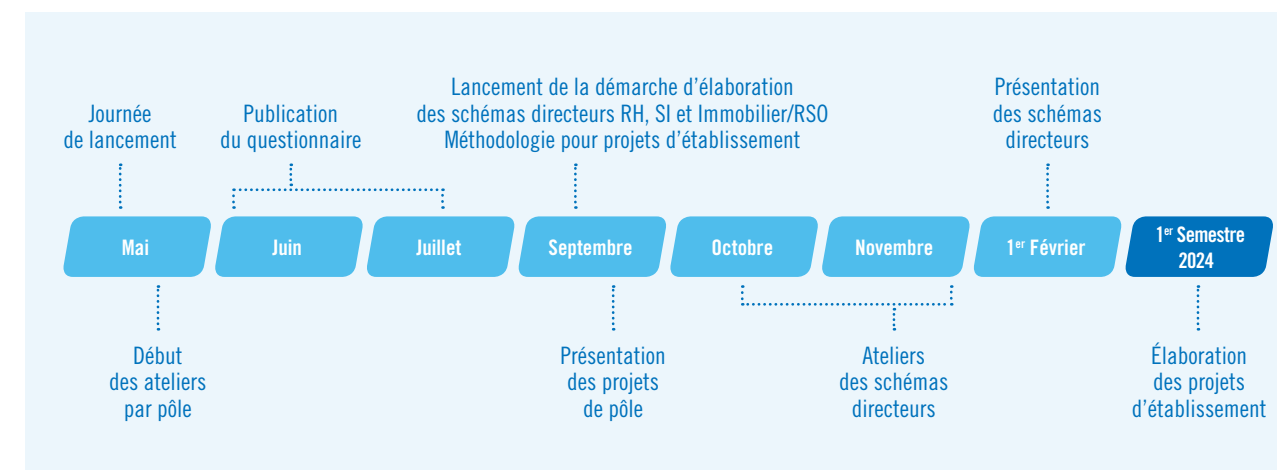 Journée
de lancement
Publication
du questionnaire
Lancement de la démarche d’élaboration
des schémas directeurs RH, SI et Immobilier/RSO
Méthodologie pour projets d’établissement
Présentation
des schémas
directeurs
Mai
Juin
Juillet
Septembre
Octobre
Novembre
1er Février
1er Semestre
2024
Début
des ateliers
par pôle
Présentation
des projets
de pôle
Ateliers
des schémas
directeurs
Élaboration
des projets
d’établissement